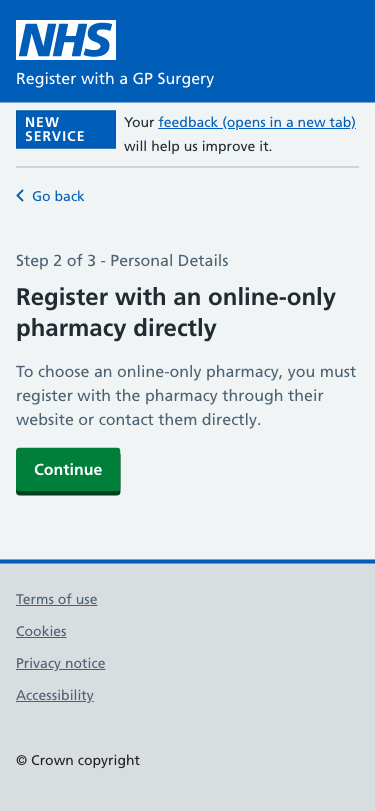 NHS
Register with a GP Surgery
NEW
SERVICE
Your feedback (opens in a new tab)
will help us improve it.
Go back
Step 2 of 3 - Personal Details
Register with an online-only
pharmacy directly
To choose an online-only pharmacy, you must
register with the pharmacy through their
website or contact them directly.
Continue
Terms of use
Cookies
Privacy notice
Accessibility
© Crown copyright